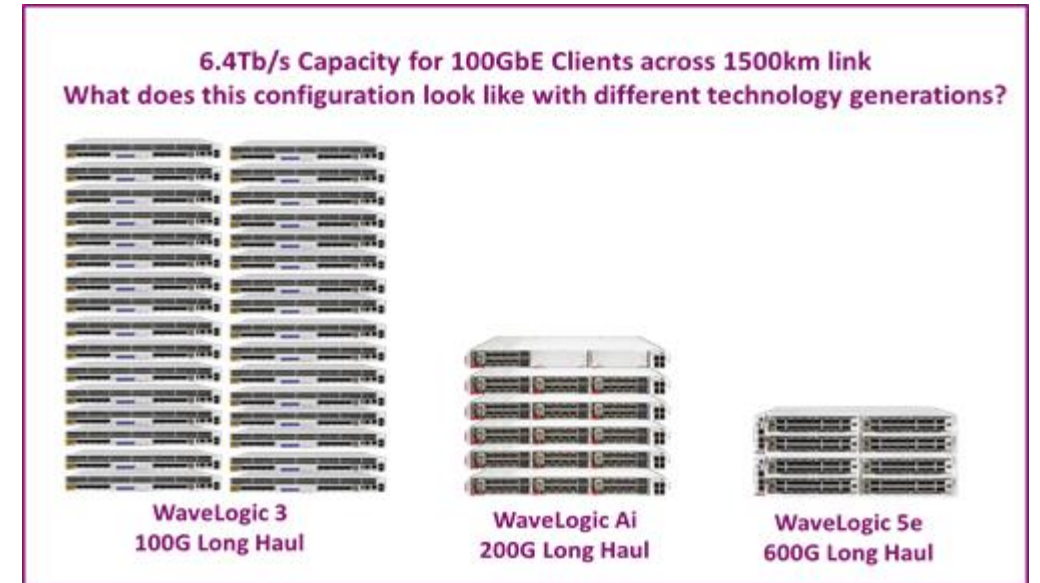 6.4Tb/s Capacity for 100GbE Clients across 1500km link
What does this configuration look like with different technology generations?
WaveLogic 3
100G Long Haul
WaveLogic Ai
200G Long Haul
WaveLogic 5e
600G Long Haul